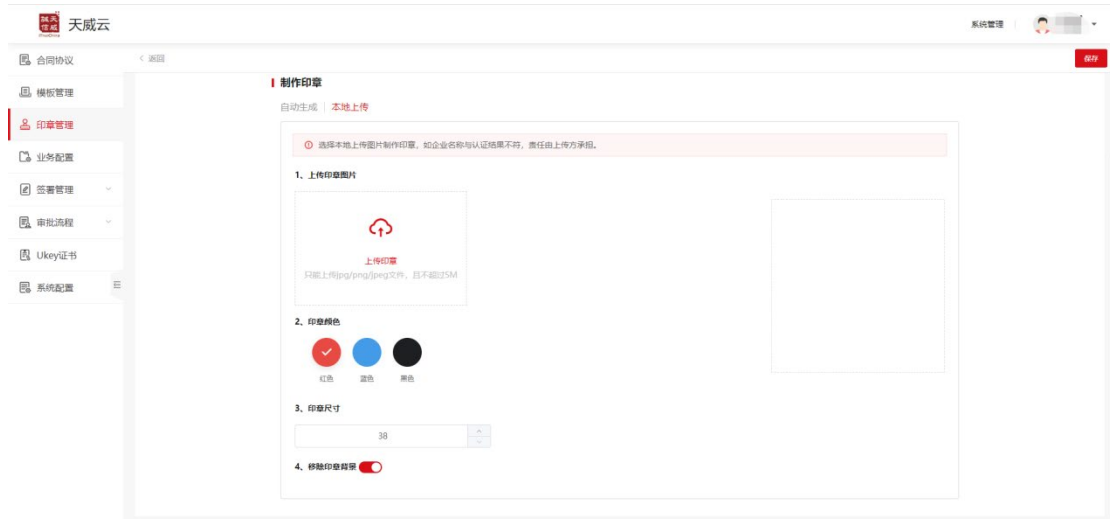 诚天
信威
天威云
系统管理
合同协议
模板管理
印章管理
业务配置
签署管理
审批流程
Ukey证书
系统配置
< 返回
保存
制作印章
自动生成 | 本地上传
选择本地上传图片制作印章，如企业名称与认证结果不符，责任由上传方承担。
1、上传印章图片
上传印章
只能上传jpg/png/jpeg文件，且不超过5M
2、印章颜色
红色 蓝色 黑色
3、印章尺寸
38
4、移除印章背景